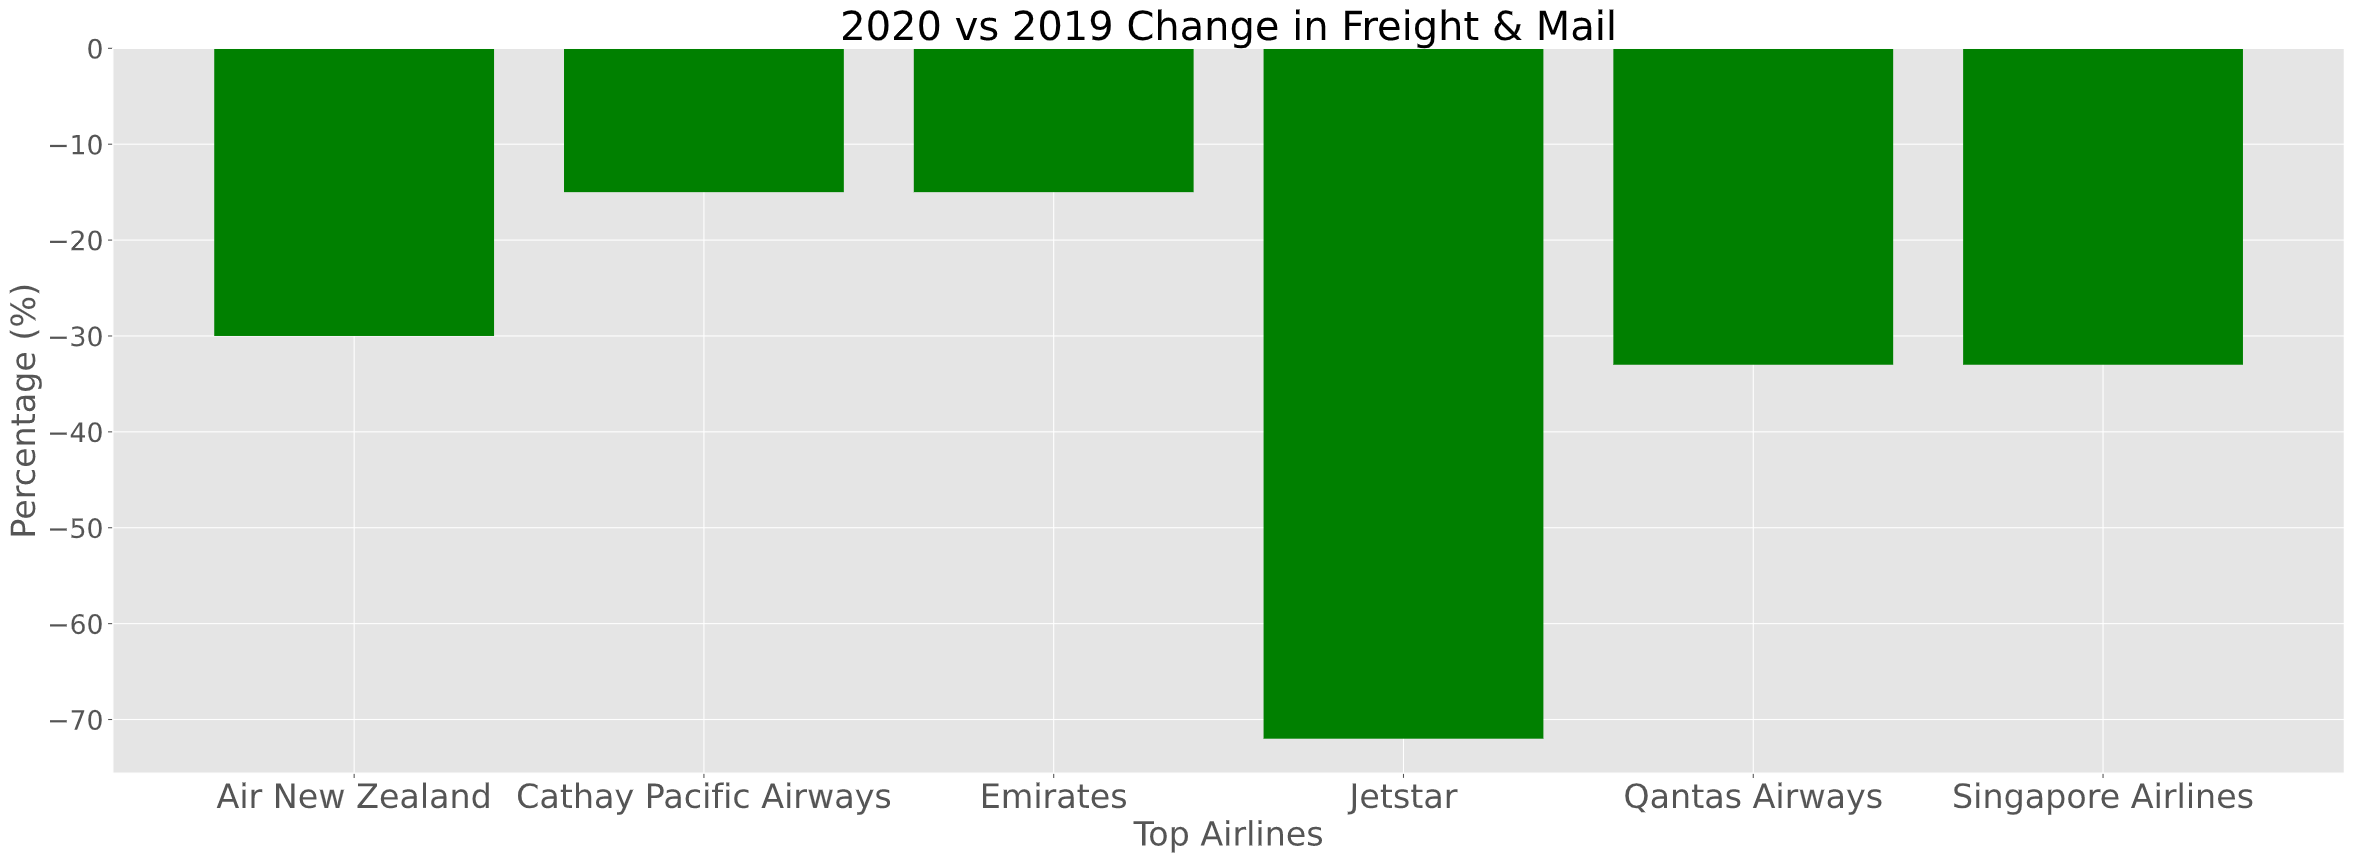 2020 vs 2019 Change in Freight & Mail
Percentage (%)
0
−10
−20
−30
−40
−50
−60
−70
Air New Zealand Cathay Pacific Airways Emirates Jetstar Qantas Airways Singapore Airlines
Top Airlines